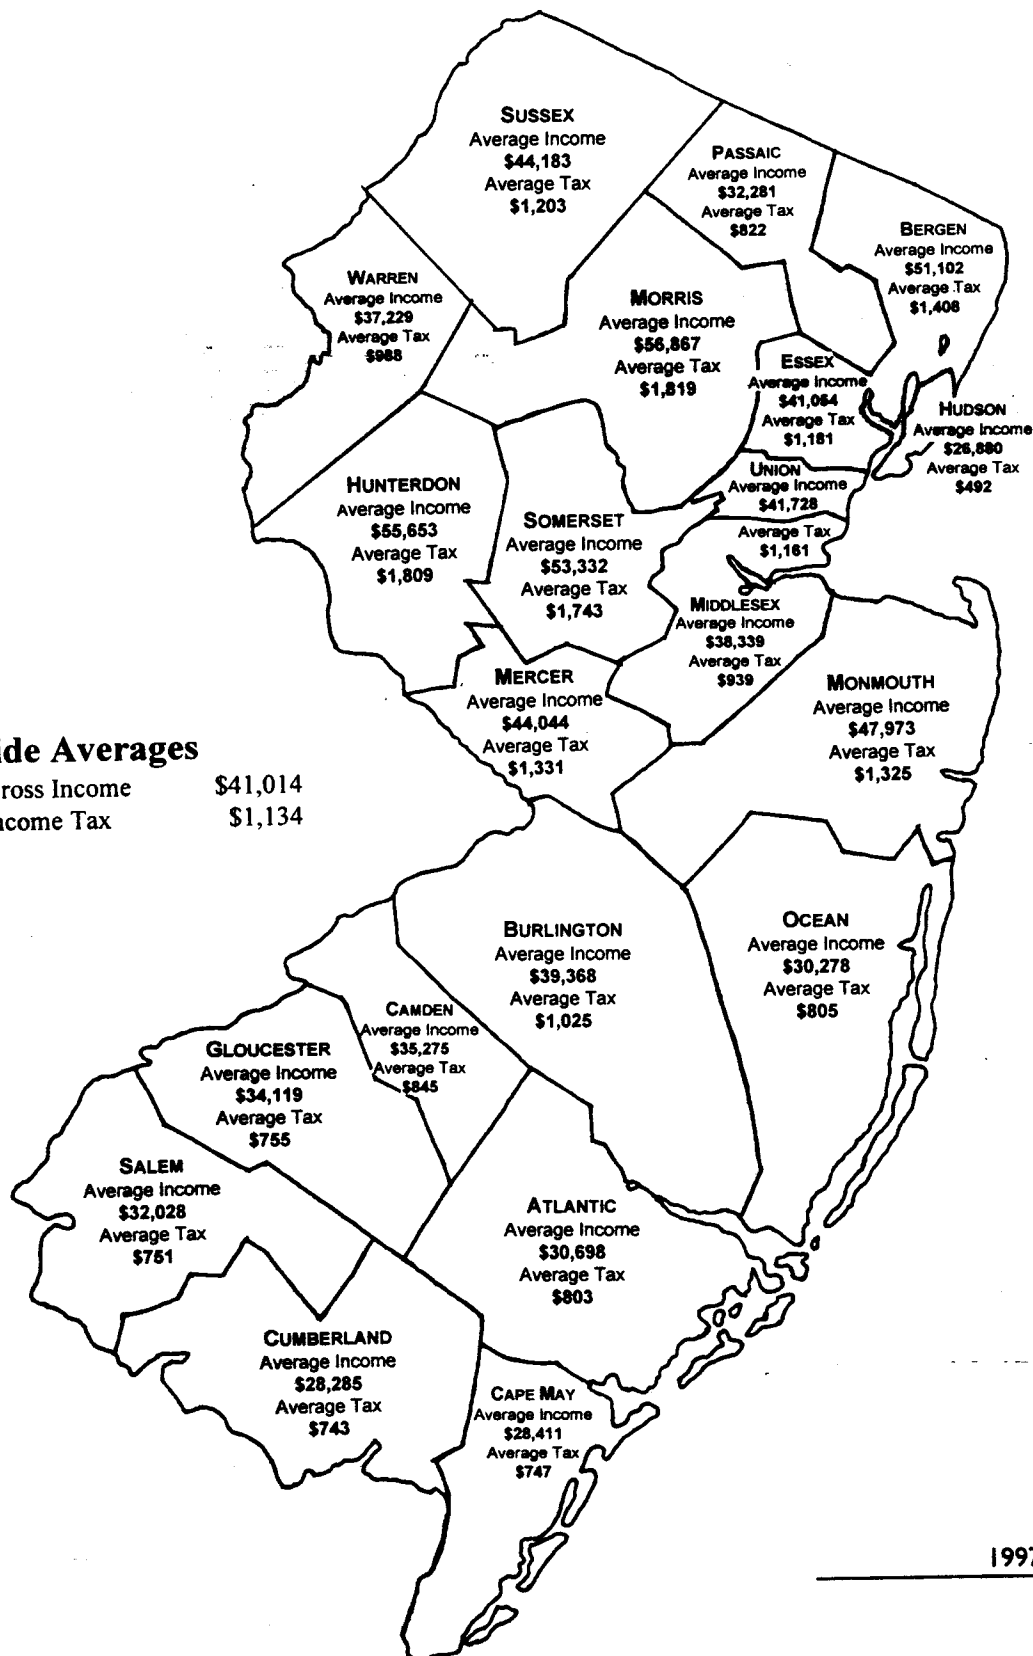 SUSSEX
Average Income
$44,183
Average Tax
$1,203
PASSAIC
Average Income
$32,281
Average Tax
$822
BERGEN
Average Income
$51,102
Average Tax
$1,408
WARREN
Average Income
$37,229
Average Tax
$988
MORRIS
Average Income
$56,867
Average Tax
$1,819
ESSEX
Average Income
$41,054
Average Tax
$1,181
HUDSON
Average Income
$26,880
Average Tax
$492
UNION
Average Income
$41,728
Average Tax
$1,161
HUNTERDON
Average Income
$55,653
Average Tax
$1,809
SOMERSET
Average Income
$53,332
Average Tax
$1,743
MIDDLESEX
Average Income
$38,339
Average Tax
$939
MERCER
Average Income
$44,044
Average Tax
$1,331
MONMOUTH
Average Income
$47,973
Average Tax
$1,325
ide Averages
ross Income $41,014
ncome Tax $1,134
BURLINGTON
Average Income
$39,368
Average Tax
$1,025
OCEAN
Average Income
$30,278
Average Tax
$805
CAMDEN
Average Income
$35,275
Average Tax
$845
GLOUCESTER
Average Income
$34,119
Average Tax
$755
SALEM
Average Income
$32,028
Average Tax
$751
ATLANTIC
Average Income
$30,698
Average Tax
$803
CUMBERLAND
Average Income
$28,285
Average Tax
$743
CAPE MAY
Average Income
$28,411
Average Tax
$747
1997